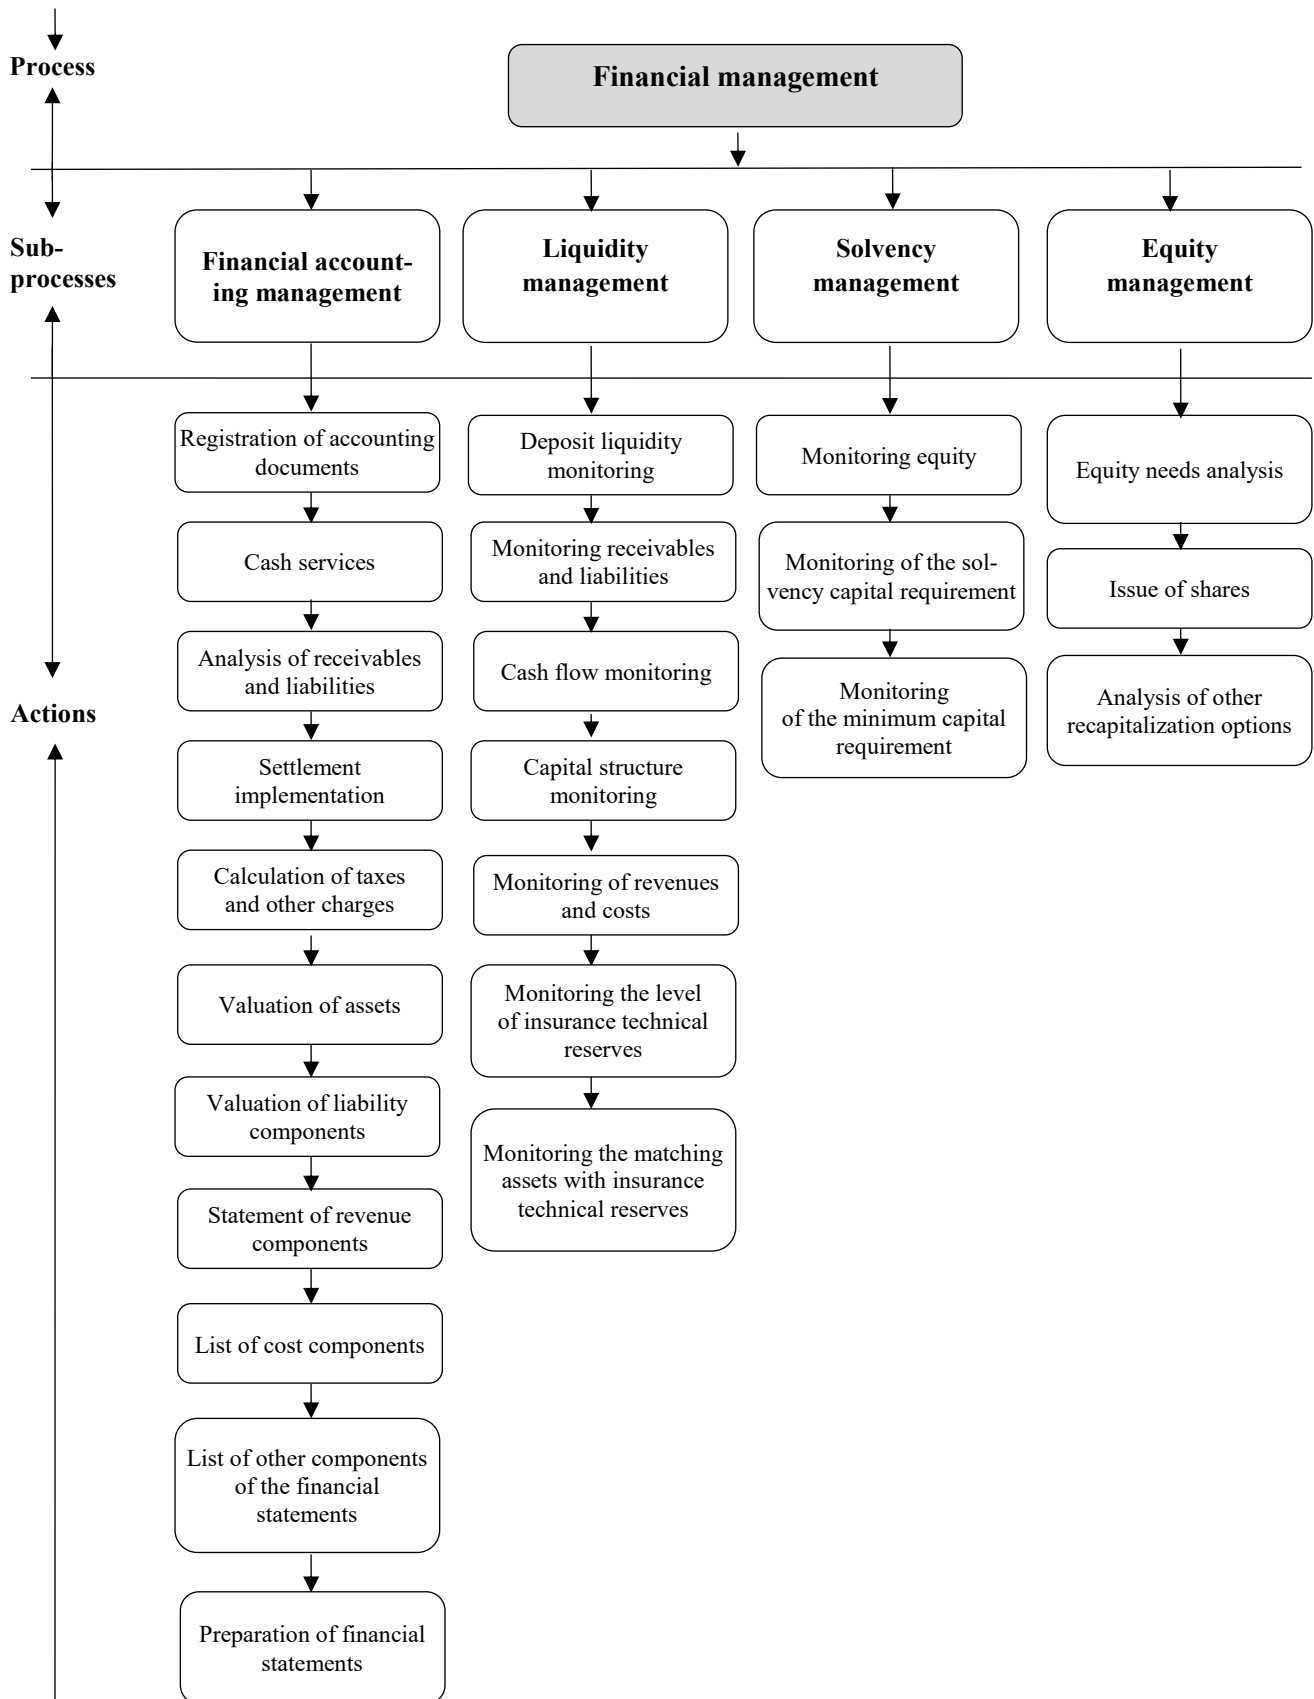 Process
Financial management
Sub-
processes
Financial account-
ing management
Liquidity
management
Solvency
management
Equity
management
Actions
Registration of accounting
documents
Cash services
Analysis of receivables
and liabilities
Settlement
implementation
Calculation of taxes
and other charges
Valuation of assets
Valuation of liability
components
Statement of revenue
components
List of cost components
List of other components
of the financial
statements
Preparation of financial
statements
Deposit liquidity
monitoring
Monitoring receivables
and liabilities
Cash flow monitoring
Capital structure
monitoring
Monitoring of revenues
and costs
Monitoring the level
of insurance technical
reserves
Monitoring the matching
assets with insurance
technical reserves
Monitoring equity
Monitoring of the sol-
vency capital requirement
Monitoring
of the minimum capital
requirement
Equity needs analysis
Issue of shares
Analysis of other
recapitalization options